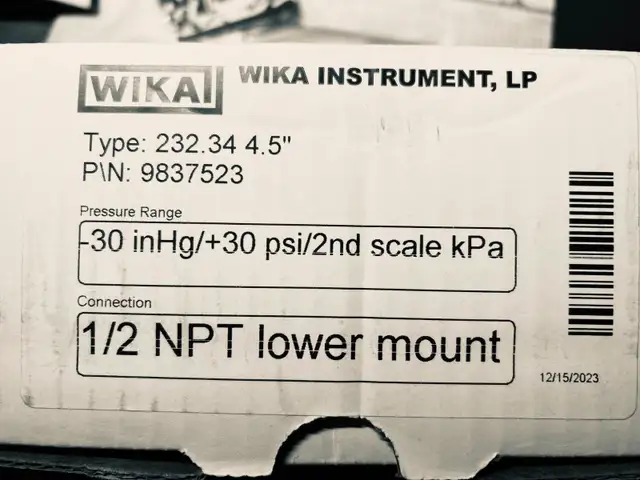 WIKA
WIKA INSTRUMENT, LP
Type: 232.34 4.5"
P\N: 9837523
Pressure Range
-30 inHg/+30 psi/2nd scale kPa
Connection
1/2 NPT lower mount
12/15/2023